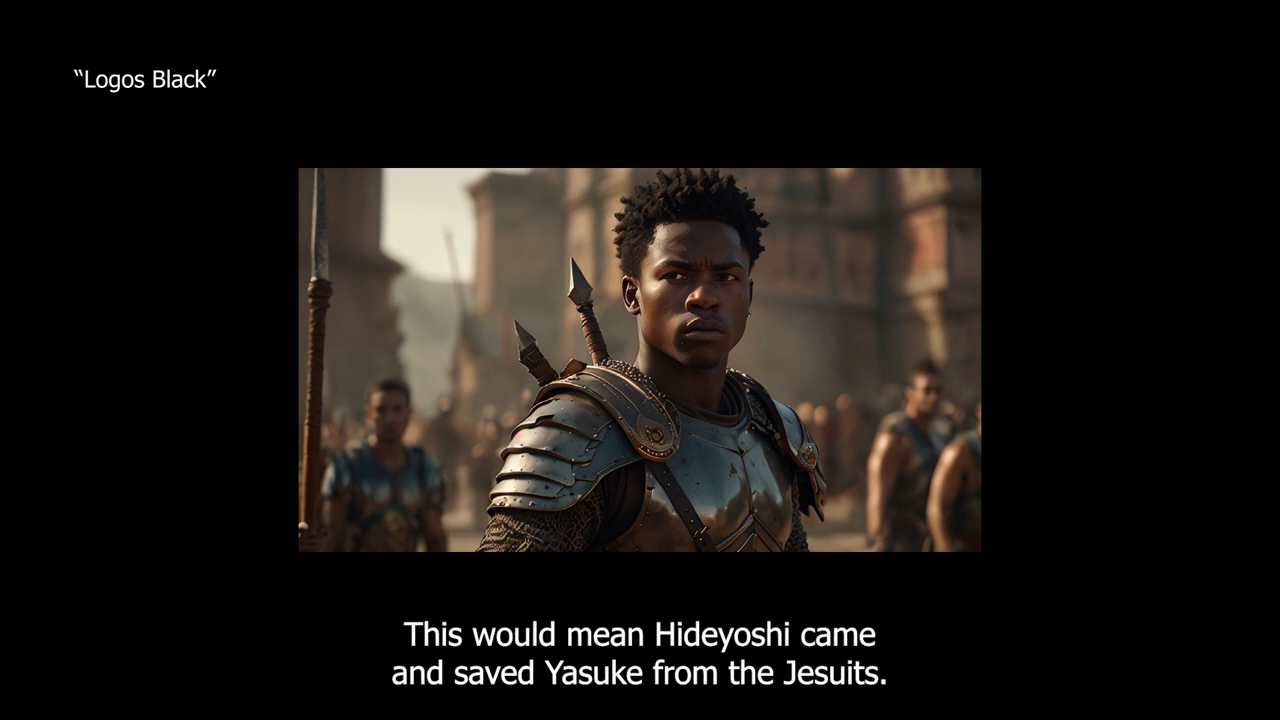 “Logos Black”
This would mean Hideyoshi came
and saved Yasuke from the Jesuits.